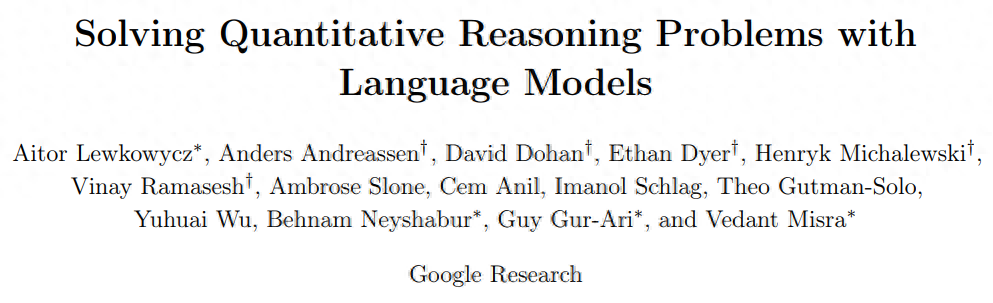 Solving Quantitative Reasoning Problems with
Language Models
Aitor Lewkowycz*, Anders Andreassen†, David Dohan†, Ethan Dyer†, Henryk Michalewski†,
Vinay Ramasesh†, Ambrose Slone, Cem Anil, Imanol Schlag, Theo Gutman-Solo,
Yuhuai Wu, Behnam Neyshabur*, Guy Gur-Ari*, and Vedant Misra*
Google Research